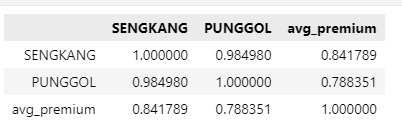 SENGKANG PUNGGOL avg_premium
SENGKANG 1.000000 0.984980 0.841789
PUNGGOL 0.984980 1.000000 0.788351
avg_premium 0.841789 0.788351 1.000000